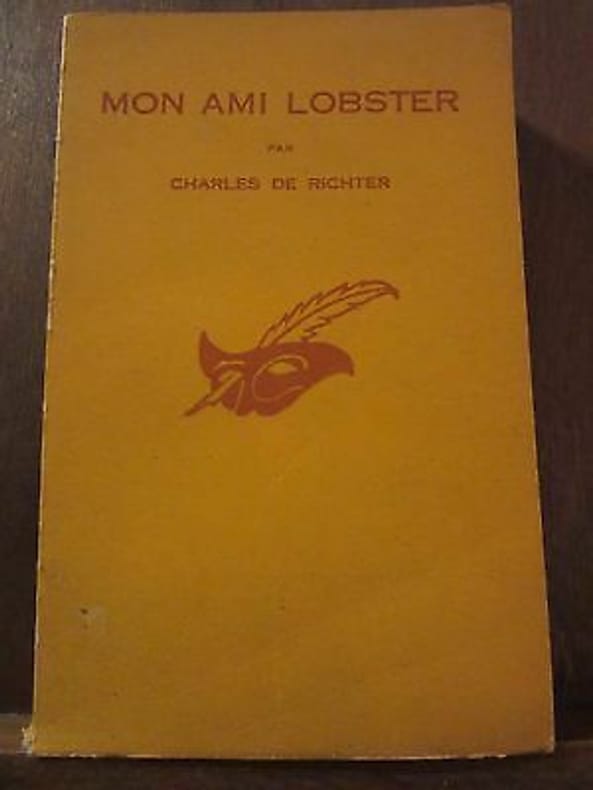 MON AMI LOBSTER
PAR
CHARLES DE RICHTER